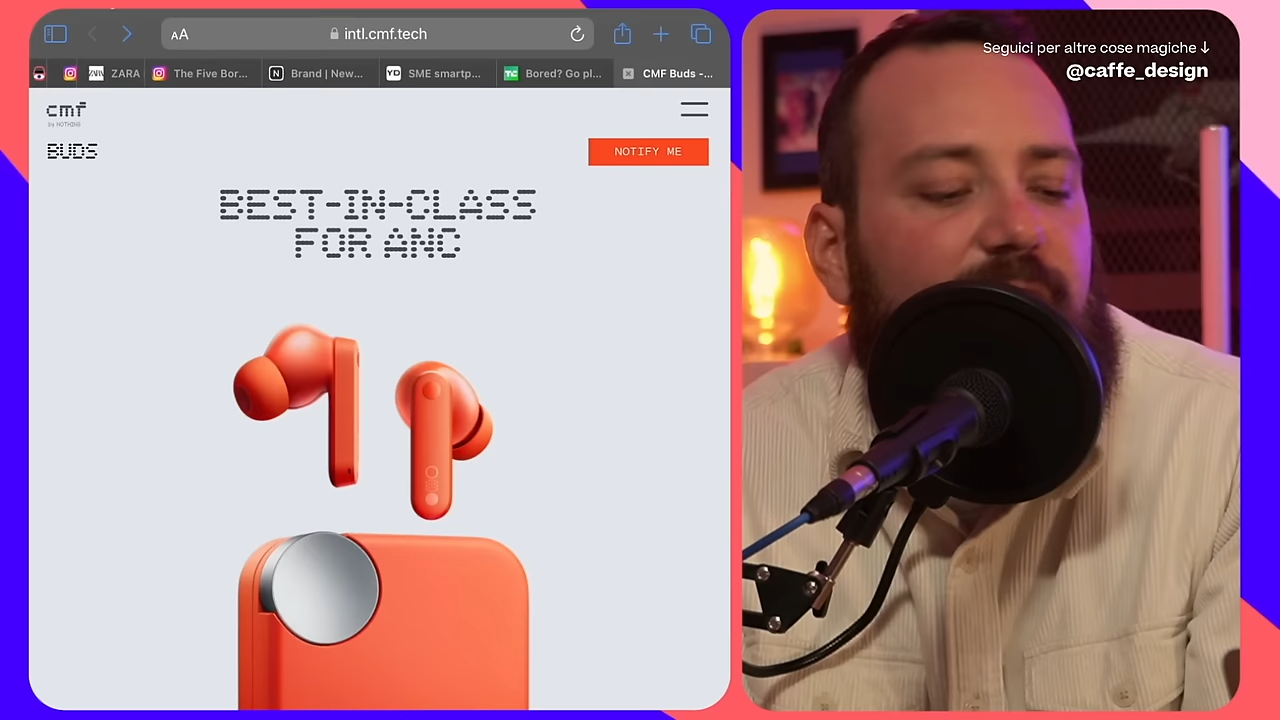 AA
intl.cmf.tech
ZARA
The Five Bor...
Brand | New...
SME smartp...
Bored? Go pl...
CMF Buds -...
cmf
by NOTHING
BUDS
NOTIFY ME
BEST-IN-CLASS
FOR ANC
Seguici per altre cose magiche ↓
@caffe_design